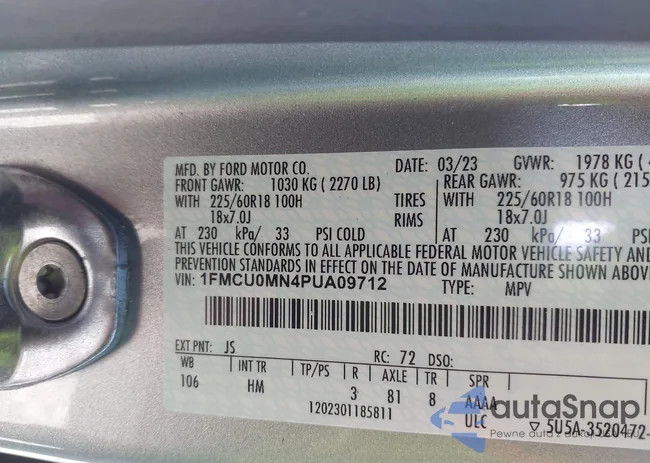 MFD. BY FORD MOTOR CO. DATE: 03/23 GVWR: 1978 KG (
FRONT GAWR: 1030 KG ( 2270 LB) REAR GAWR: 975 KG ( 215
WITH 225/60R18 100H TIRES WITH 225/60R18 100H
18x7.0J RIMS 18x7.0J
AT 230 kPa/ 33 PSI COLD AT 230 kPa/ 33 PSI
THIS VEHICLE CONFORMS TO ALL APPLICABLE FEDERAL MOTOR VEHICLE SAFETY AND
PREVENTION STANDARDS IN EFFECT ON THE DATE OF MANUFACTURE SHOWN ABOV
VIN: 1FMCU0MN4PUA09712 TYPE: MPV
EXT PNT: JS RC: 72 DSO:
WB INT TR TP/PS R AXLE TR SPR
106 HM 3 81 8 AAAA
1202301185811 ULC ▽ 5U5A-3520472-
autoSnap
Pewne auto z